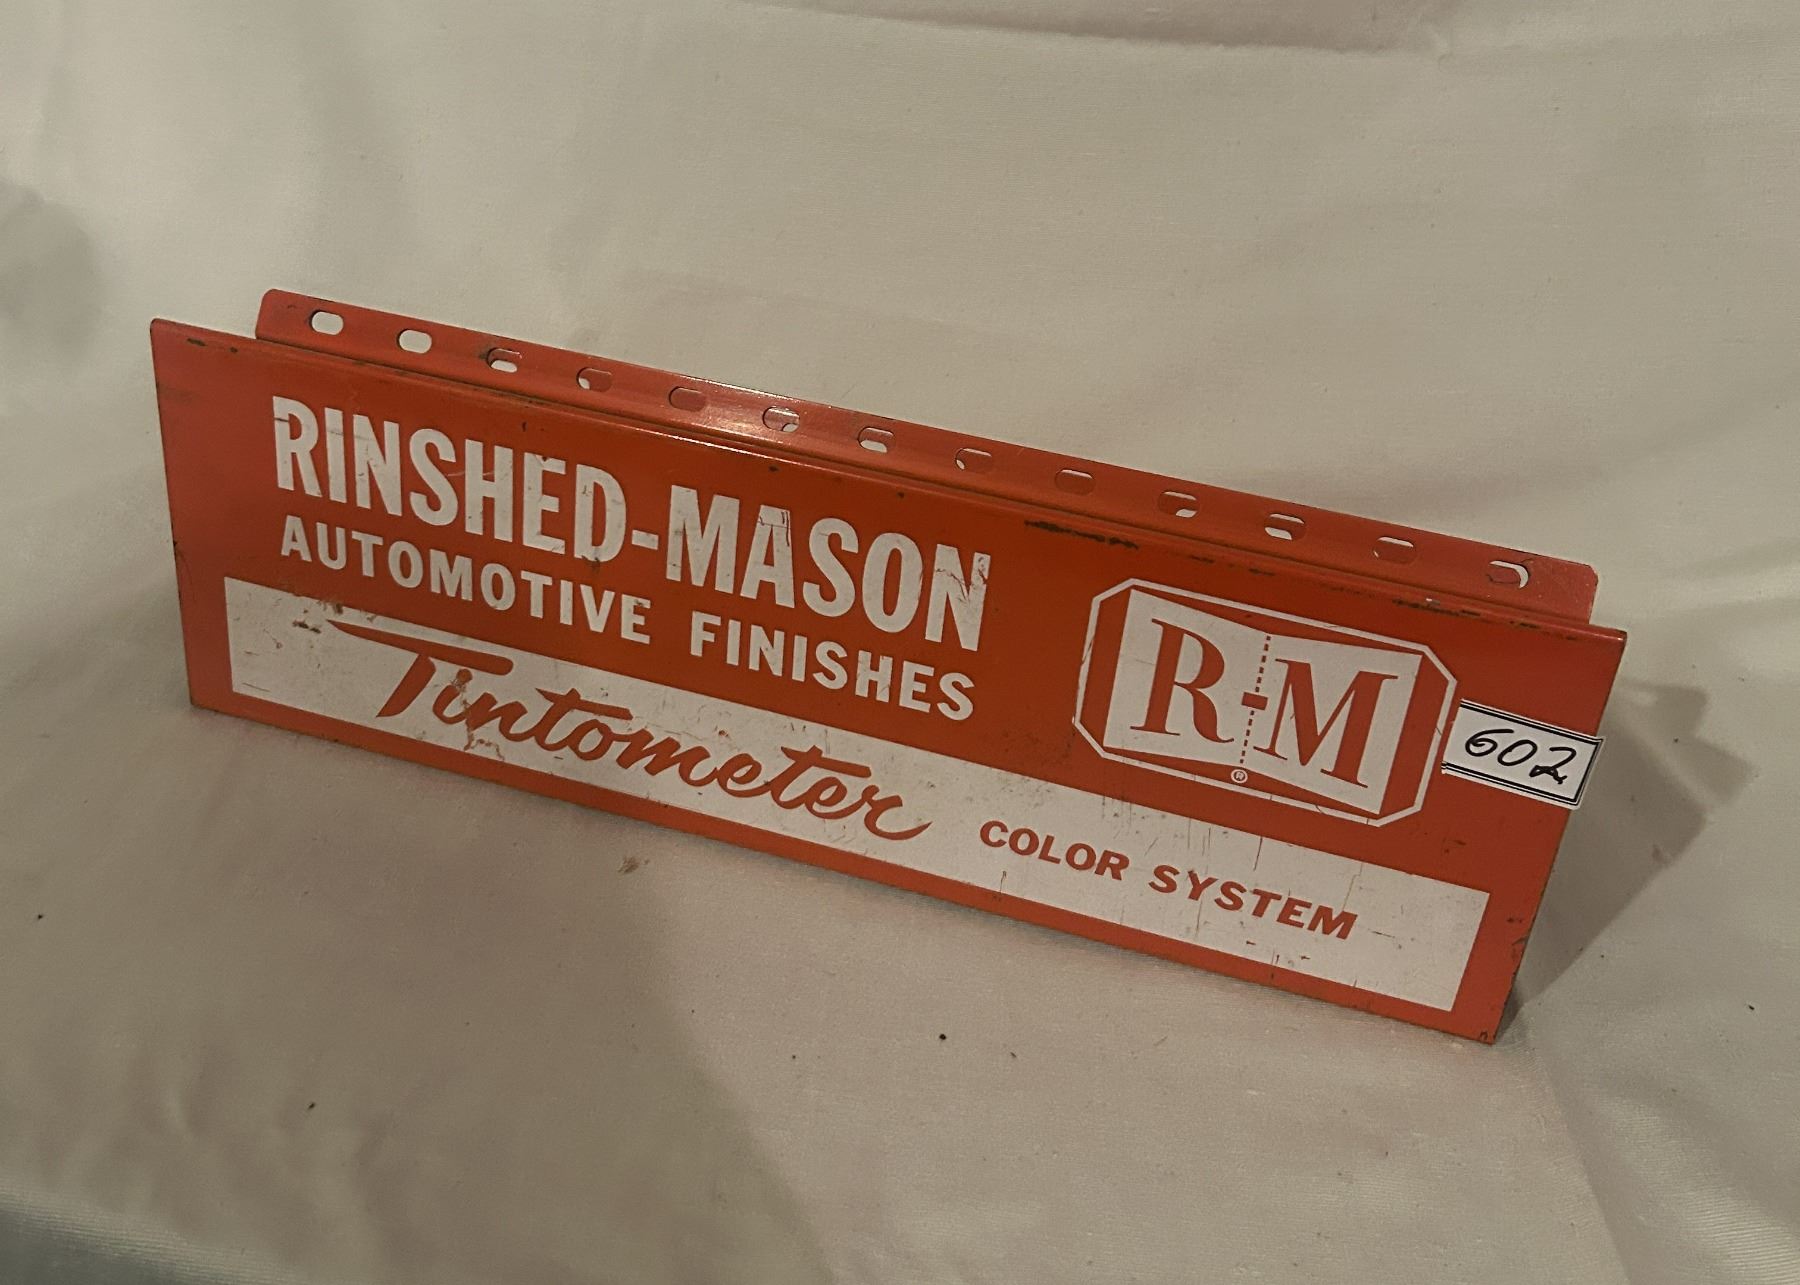 RINSHED-MASON
AUTOMOTIVE FINISHES
R-M
®
602
Tintometer COLOR SYSTEM